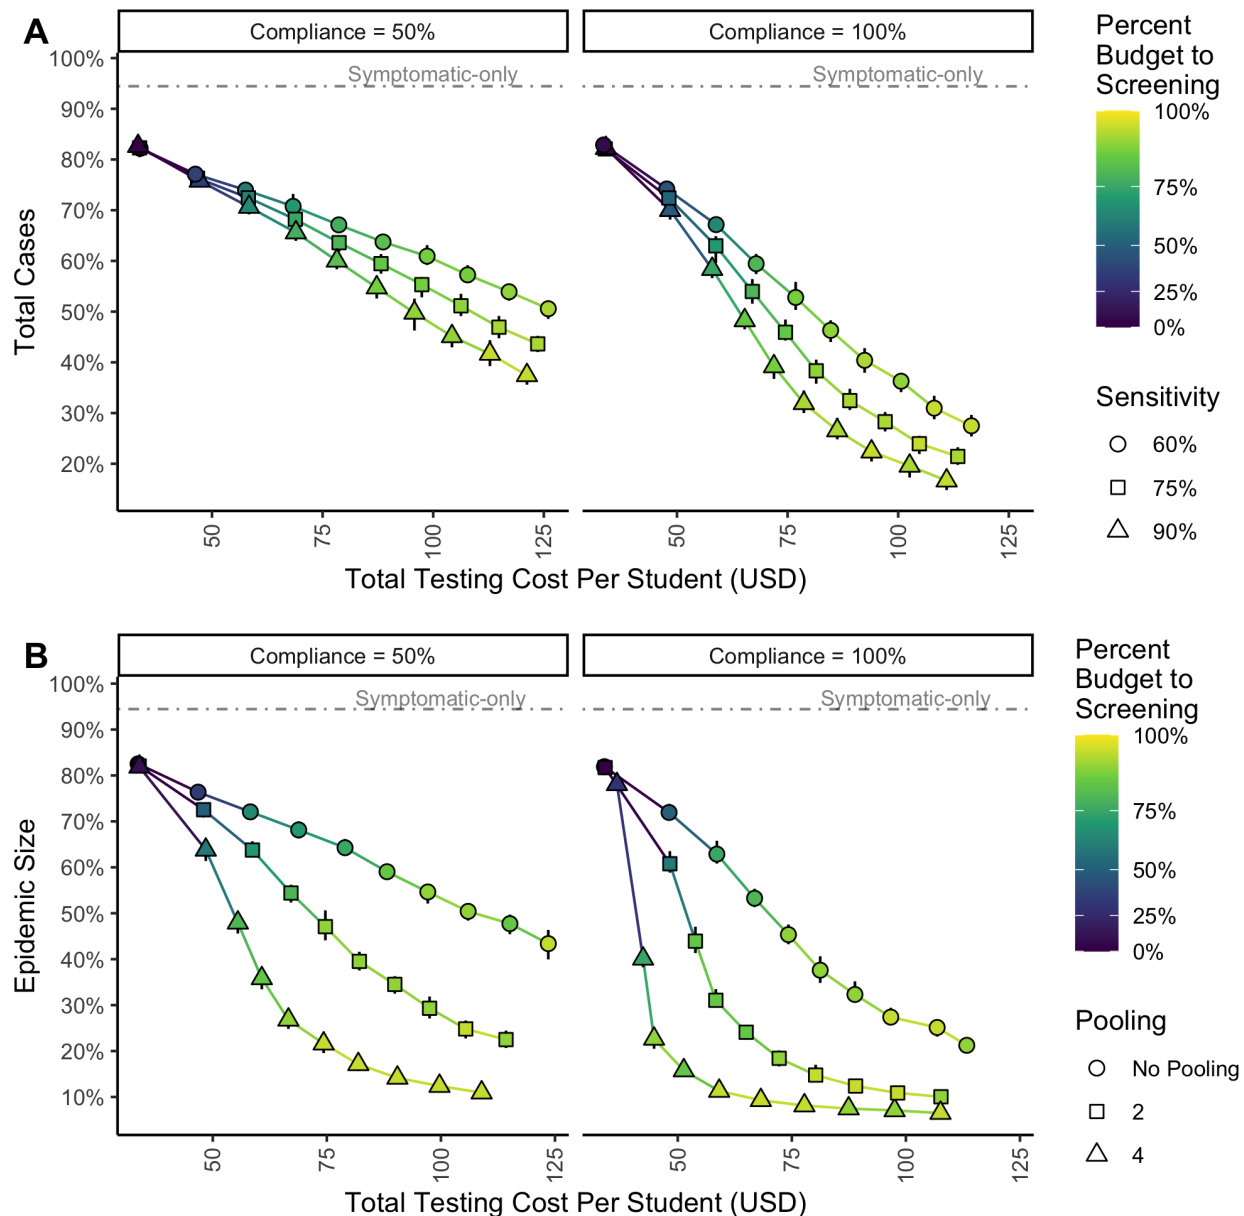 A
Compliance = 50%
Compliance = 100%
Symptomatic-only
Symptomatic-only
100%
90%
80%
70%
60%
50%
40%
30%
20%
Total Cases
50
75
100
125
50
75
100
125
Total Testing Cost Per Student (USD)
Percent
Budget to
Screening
100%
75%
50%
25%
0%
Sensitivity
60%
75%
90%
B
Compliance = 50%
Compliance = 100%
Symptomatic-only
Symptomatic-only
100%
90%
80%
70%
60%
50%
40%
30%
20%
10%
Epidemic Size
50
75
100
125
50
75
100
125
Total Testing Cost Per Student (USD)
Percent
Budget to
Screening
100%
75%
50%
25%
0%
Pooling
No Pooling
2
4